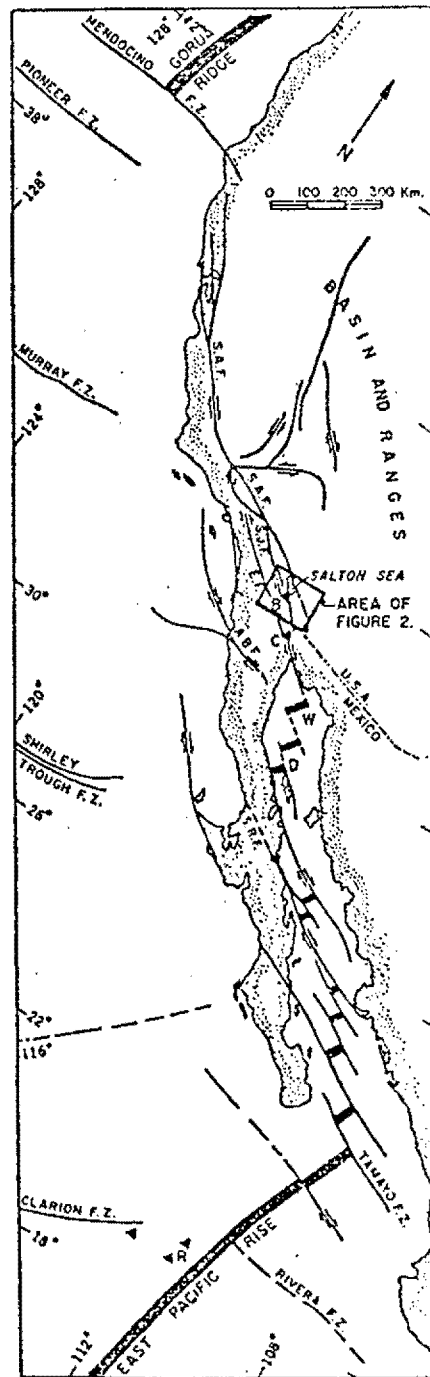 128°
42°
MENDOCINO
F.Z.
GORDA
RIDGE
PIONEER F.Z.
38°
128°
N
0 100 200 300 Km.
BASIN AND RANGES
S.A.F.
MURRAY F.Z.
124°
S.A.F.
S.J.F.
E.F.
SALTON SEA
B
AREA OF
FIGURE 2.
30°
C
A.B.F.
U.S.A.
MEXICO
120°
W
D
SHIRLEY
TROUGH F.Z.
26°
22°
116°
TAMAYO F.Z.
CLARION F.Z.
18°
R
EAST PACIFIC RISE
RIVERA F.Z.
112°
108°